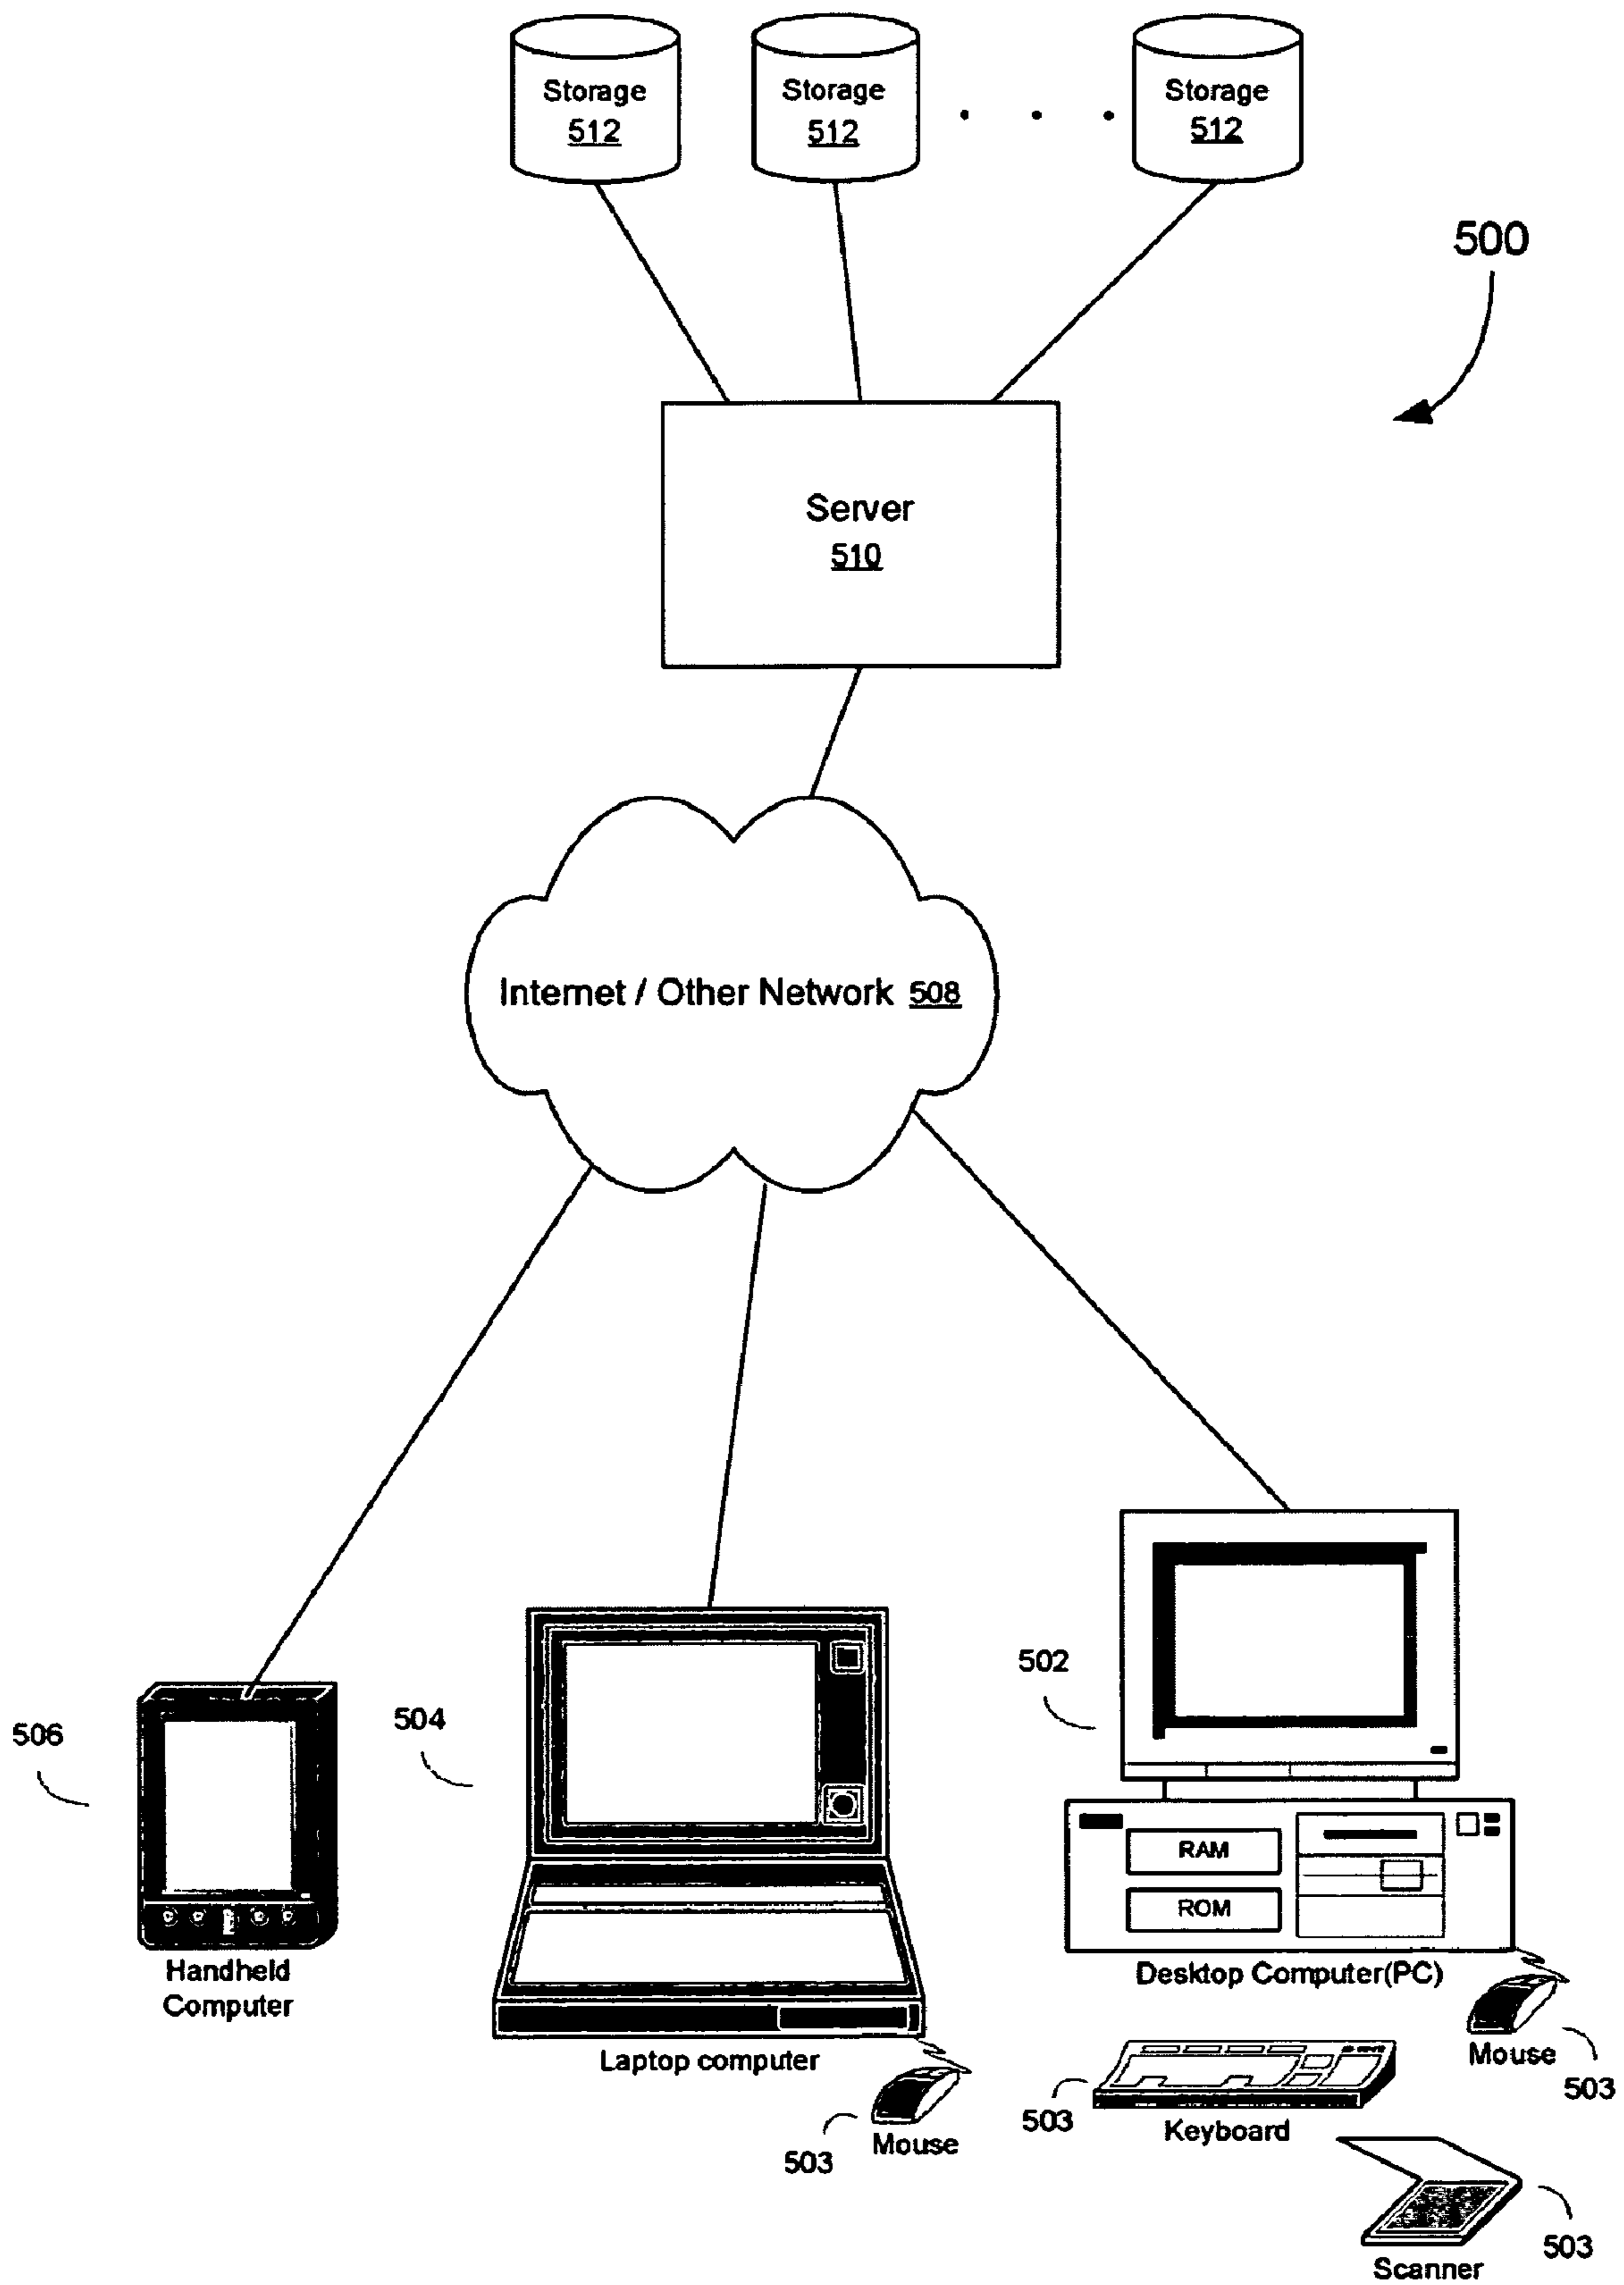 Storage
512
Storage
512
Storage
512
500
Server
510
Internet / Other Network 508
502
504
506
RAM
ROM
Handheld
Computer
Desktop Computer(PC)
Laptop computer
Mouse
503
503
Keyboard
503
Mouse
503
Scanner